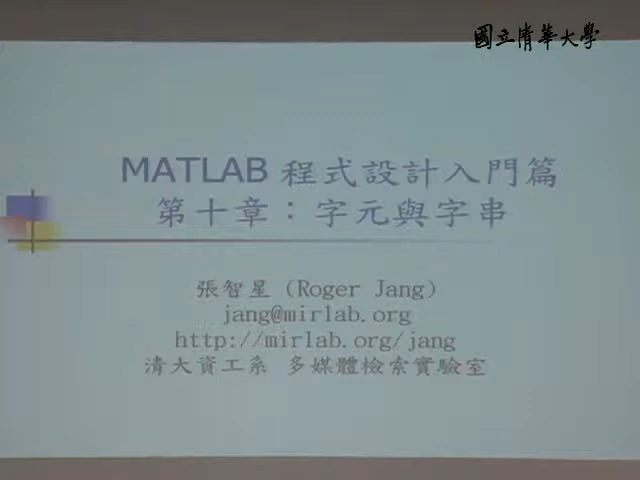 國立清華大學
MATLAB 程式設計入門篇
第十章：字元與字串
張智星 (Roger Jang)
jang@mirlab.org
http://mirlab.org/jang
清大資工系 多媒體檢索實驗室